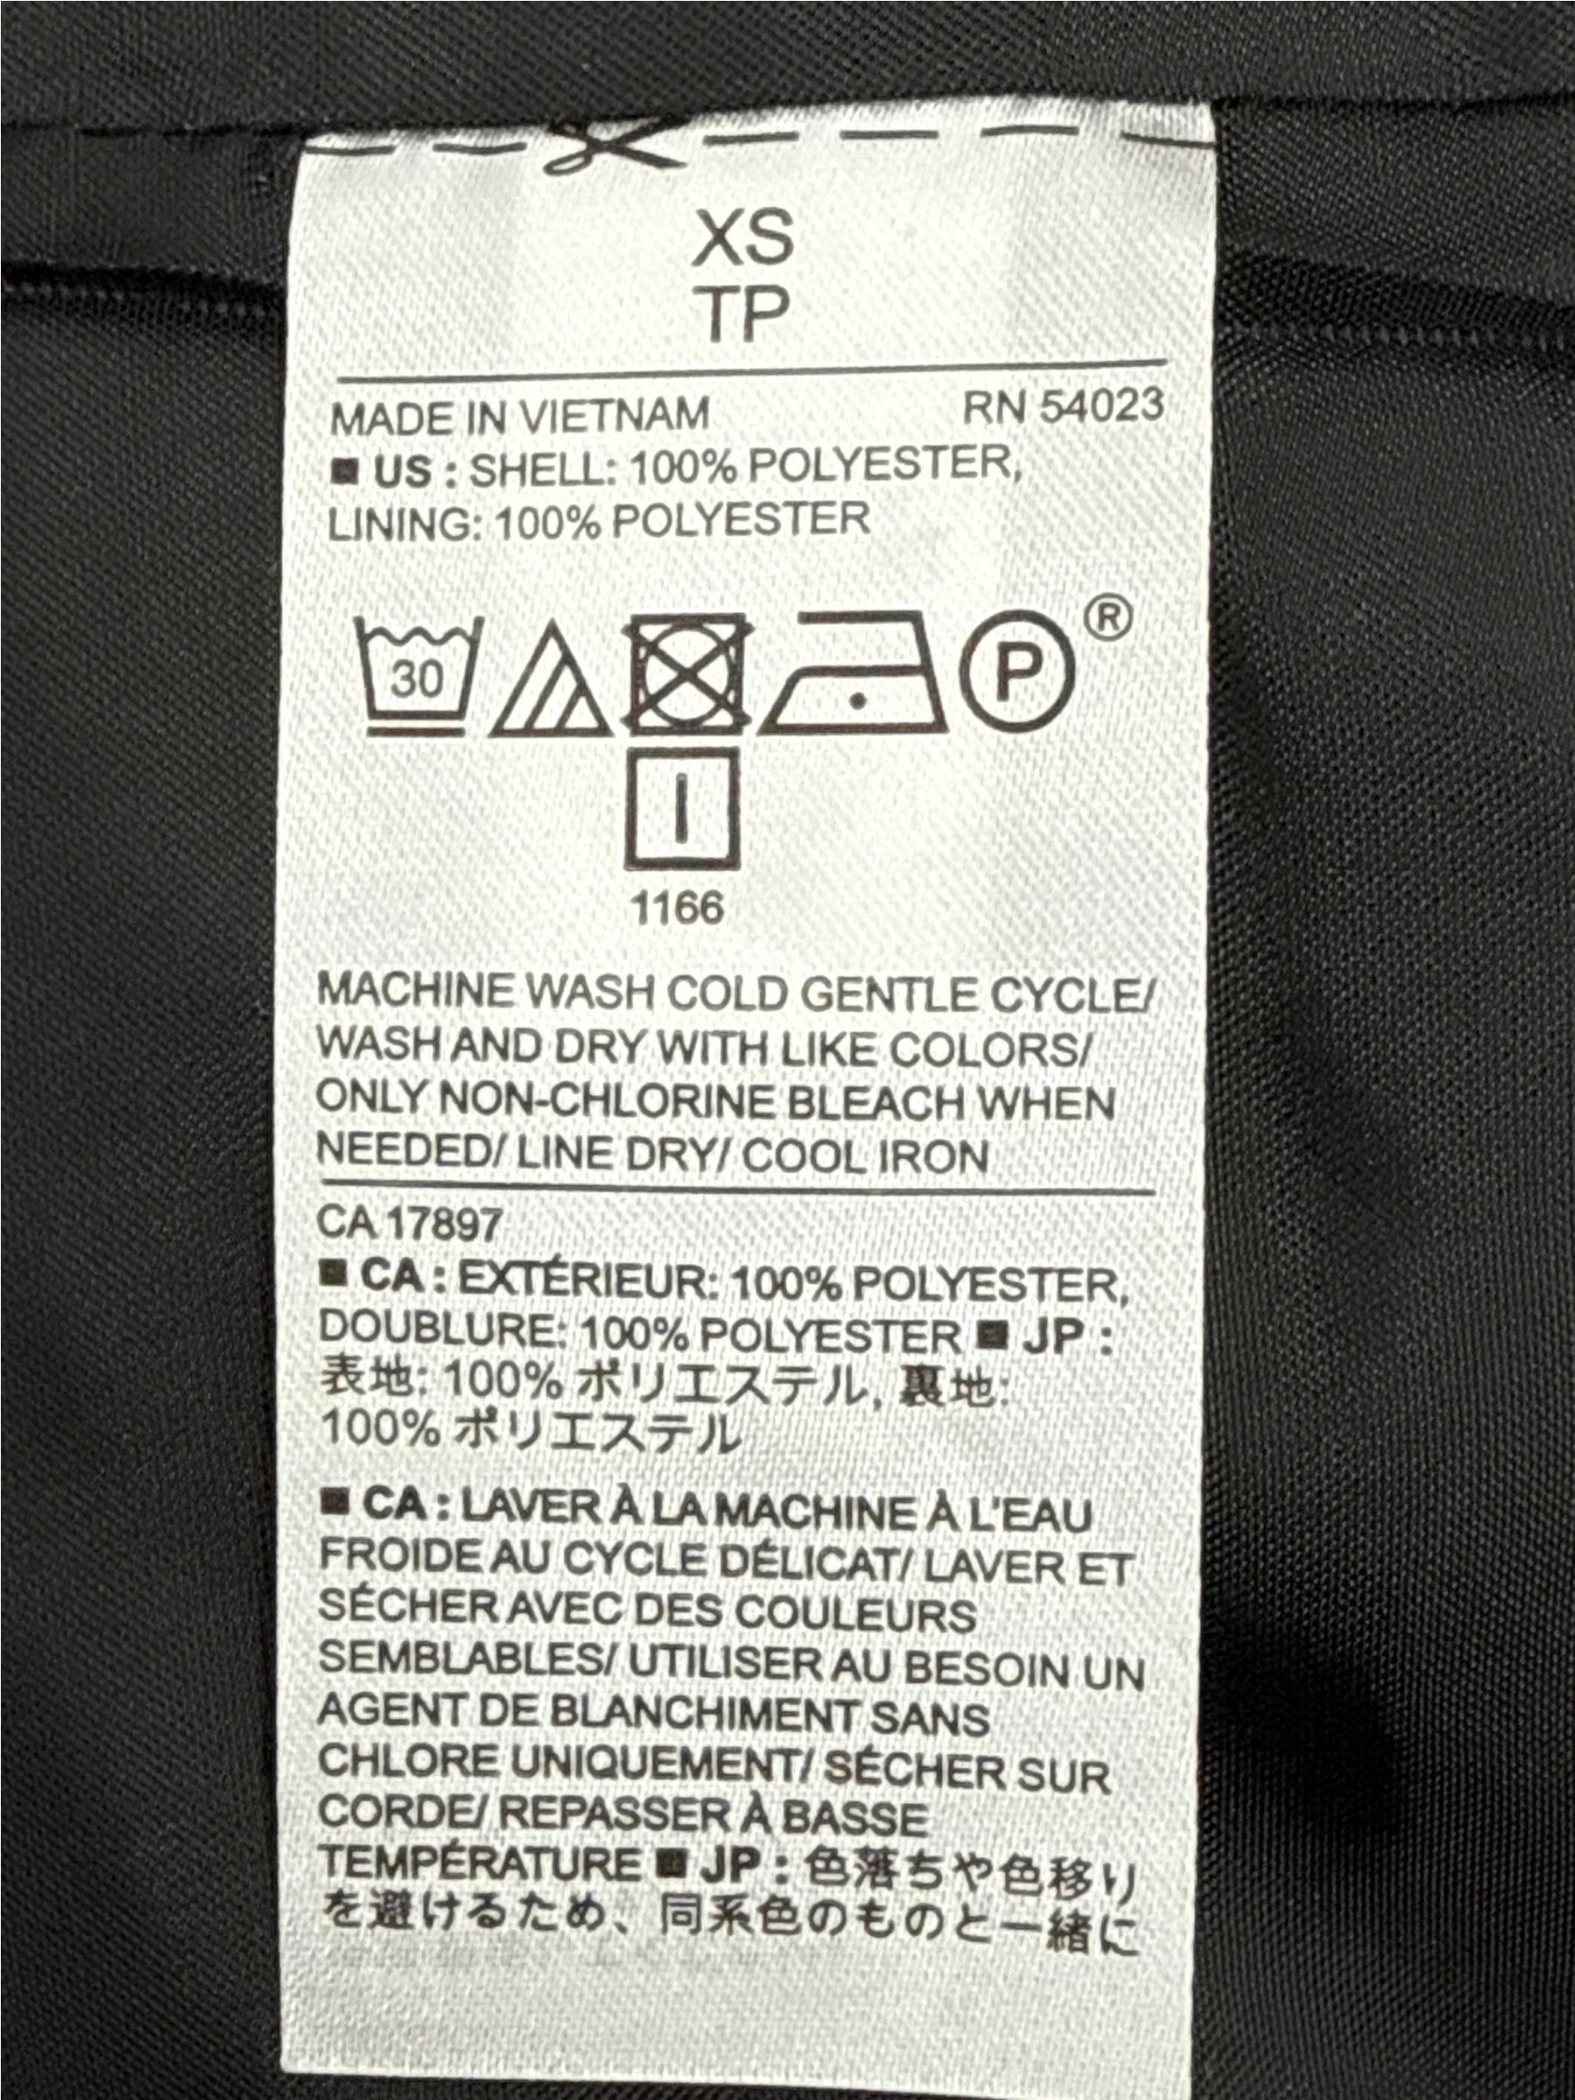 XS
TP
MADE IN VIETNAM RN 54023
■ US : SHELL: 100% POLYESTER,
LINING: 100% POLYESTER
30 P ®
1166
MACHINE WASH COLD GENTLE CYCLE/
WASH AND DRY WITH LIKE COLORS/
ONLY NON-CHLORINE BLEACH WHEN
NEEDED/ LINE DRY/ COOL IRON
CA 17897
■ CA : EXTÉRIEUR: 100% POLYESTER,
DOUBLURE: 100% POLYESTER ■ JP :
表地: 100% ポリエステル, 裏地:
100% ポリエステル
■ CA : LAVER À LA MACHINE À L'EAU
FROIDE AU CYCLE DÉLICAT/ LAVER ET
SÉCHER AVEC DES COULEURS
SEMBLABLES/ UTILISER AU BESOIN UN
AGENT DE BLANCHIMENT SANS
CHLORE UNIQUEMENT/ SÉCHER SUR
CORDE/ REPASSER À BASSE
TEMPÉRATURE ■ JP : 色落ちや色移り
を避けるため、同系色のものと一緒に